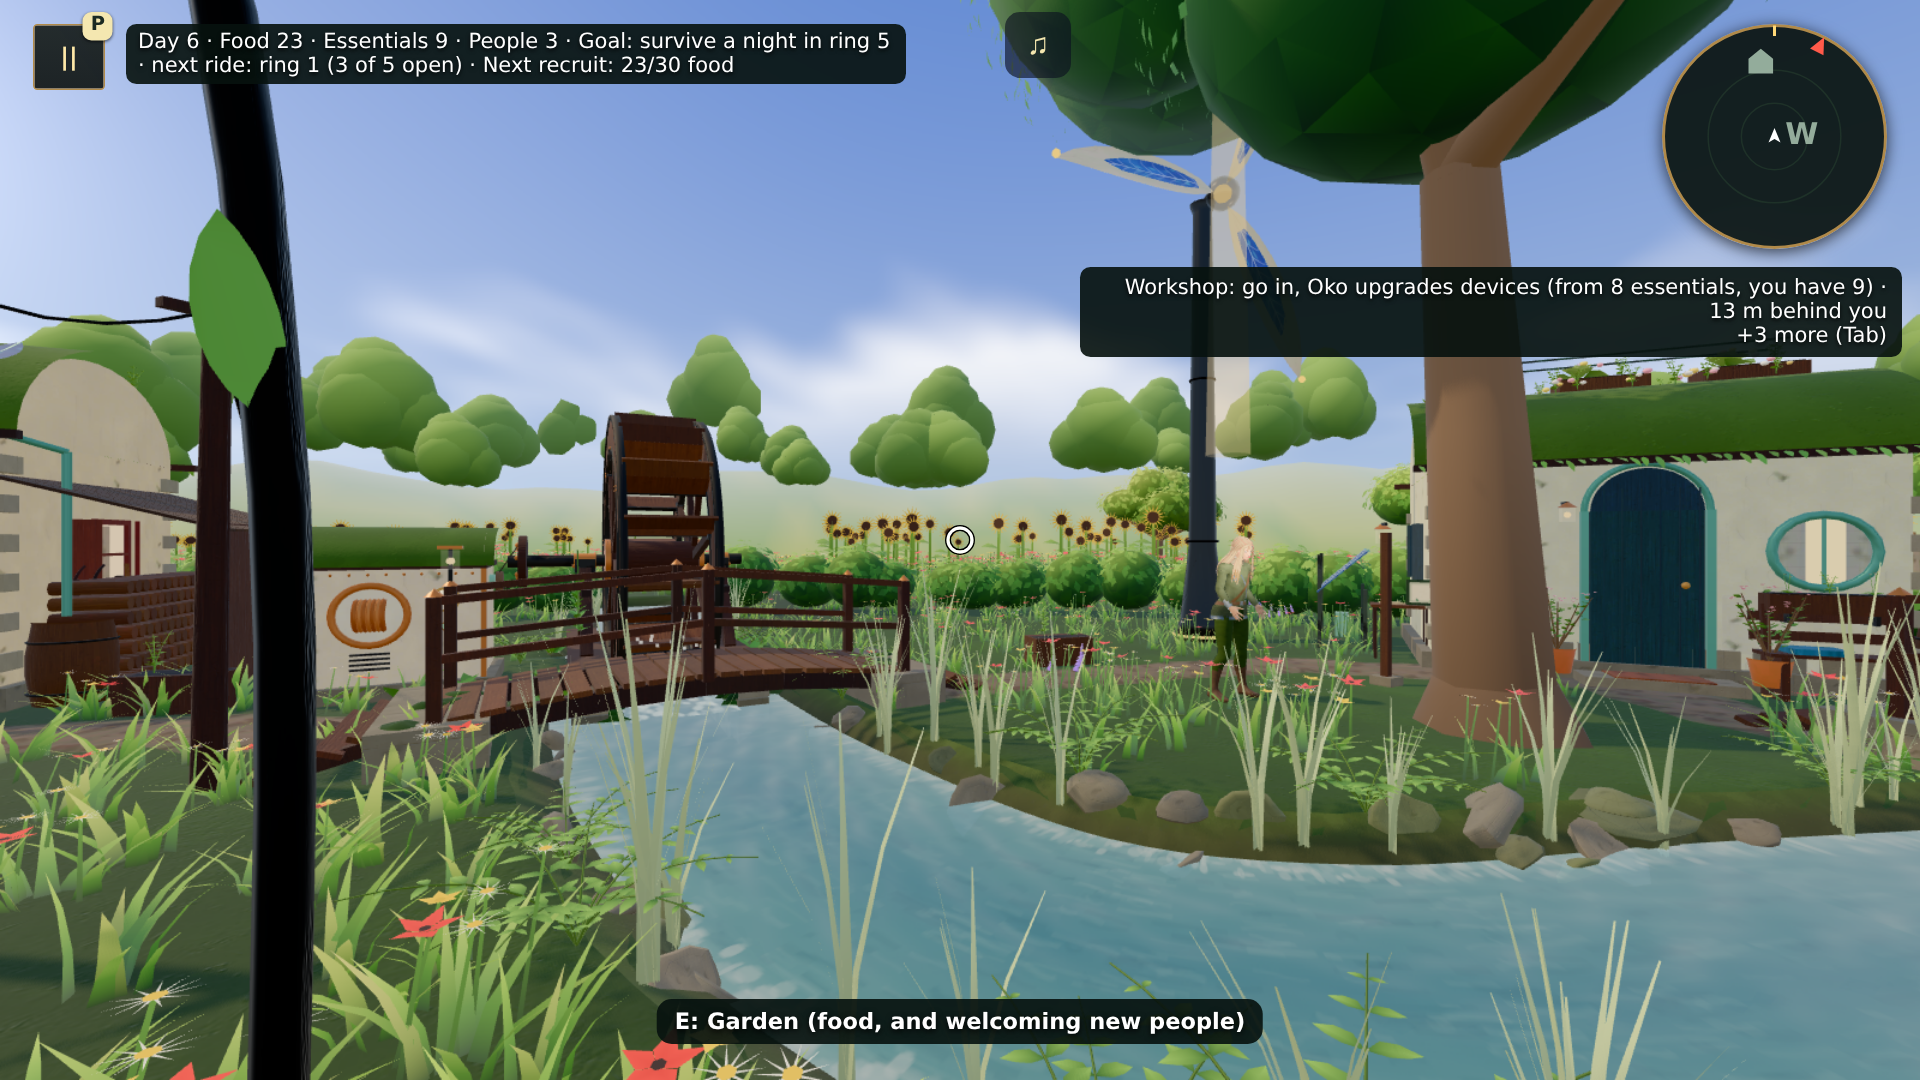 P
Day 6 · Food 23 · Essentials 9 · People 3 · Goal: survive a night in ring 5
· next ride: ring 1 (3 of 5 open) · Next recruit: 23/30 food
W
Workshop: go in, Oko upgrades devices (from 8 essentials, you have 9) ·
13 m behind you
+3 more (Tab)
E: Garden (food, and welcoming new people)